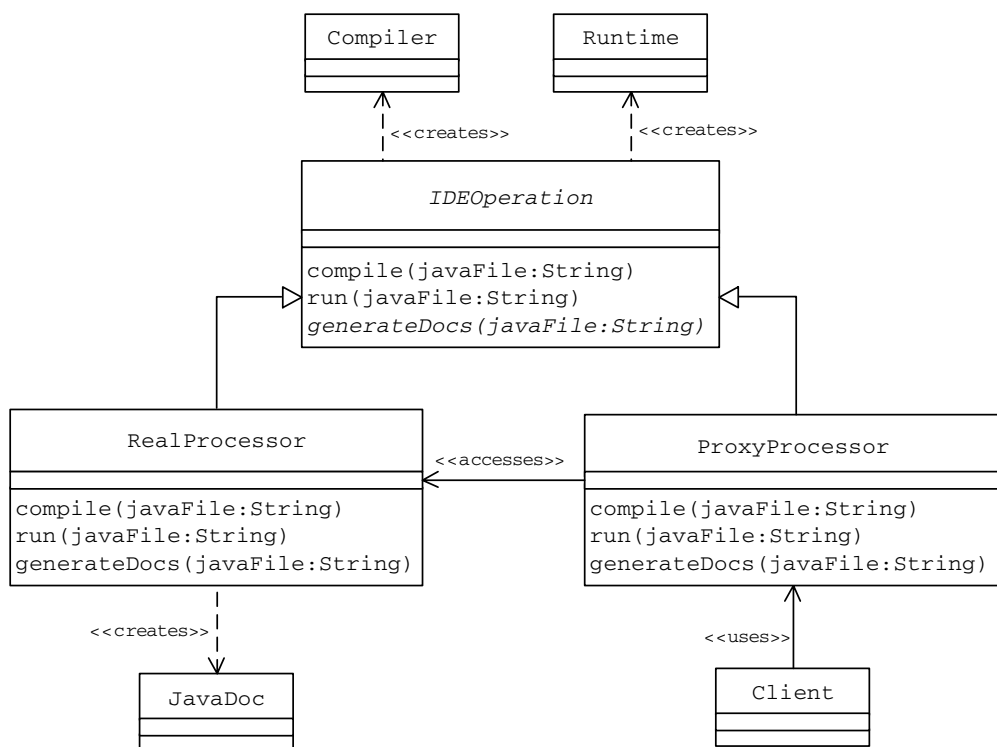 Compiler
Runtime
<<creates>>
<<creates>>
IDEOperation
compile(javaFile:String)
run(javaFile:String)
generateDocs(javaFile:String)
RealProcessor
compile(javaFile:String)
run(javaFile:String)
generateDocs(javaFile:String)
<<accesses>>
ProxyProcessor
compile(javaFile:String)
run(javaFile:String)
generateDocs(javaFile:String)
<<creates>>
<<uses>>
JavaDoc
Client